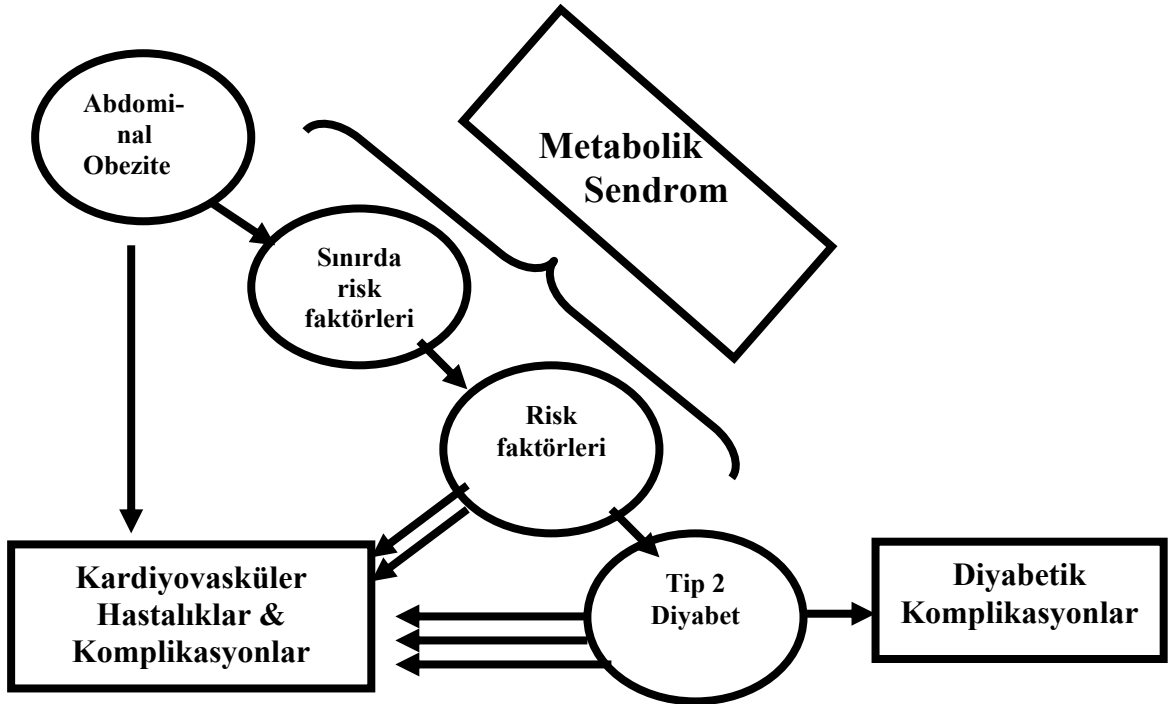 Abdomi-
nal
Obezite
Metabolik
Sendrom
Sınırda
risk
faktörleri
Risk
faktörleri
Kardiyovasküler
Hastalıklar &
Komplikasyonlar
Tip 2
Diyabet
Diyabetik
Komplikasyonlar